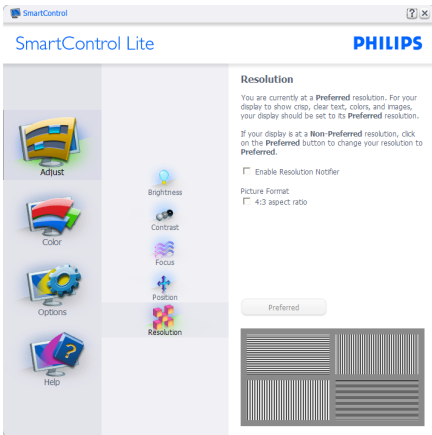 SmartControl
SmartControl Lite
PHILIPS
Adjust
Color
Options
Help
Brightness
Contrast
Focus
Position
Resolution
Resolution
You are currently at a Preferred resolution. For your
display to show crisp, clear text, colors, and images,
your display should be set to its Preferred resolution.
If your display is at a Non-Preferred resolution, click
on the Preferred button to change your resolution to
Preferred.
Enable Resolution Notifier
Picture Format
4:3 aspect ratio
Preferred